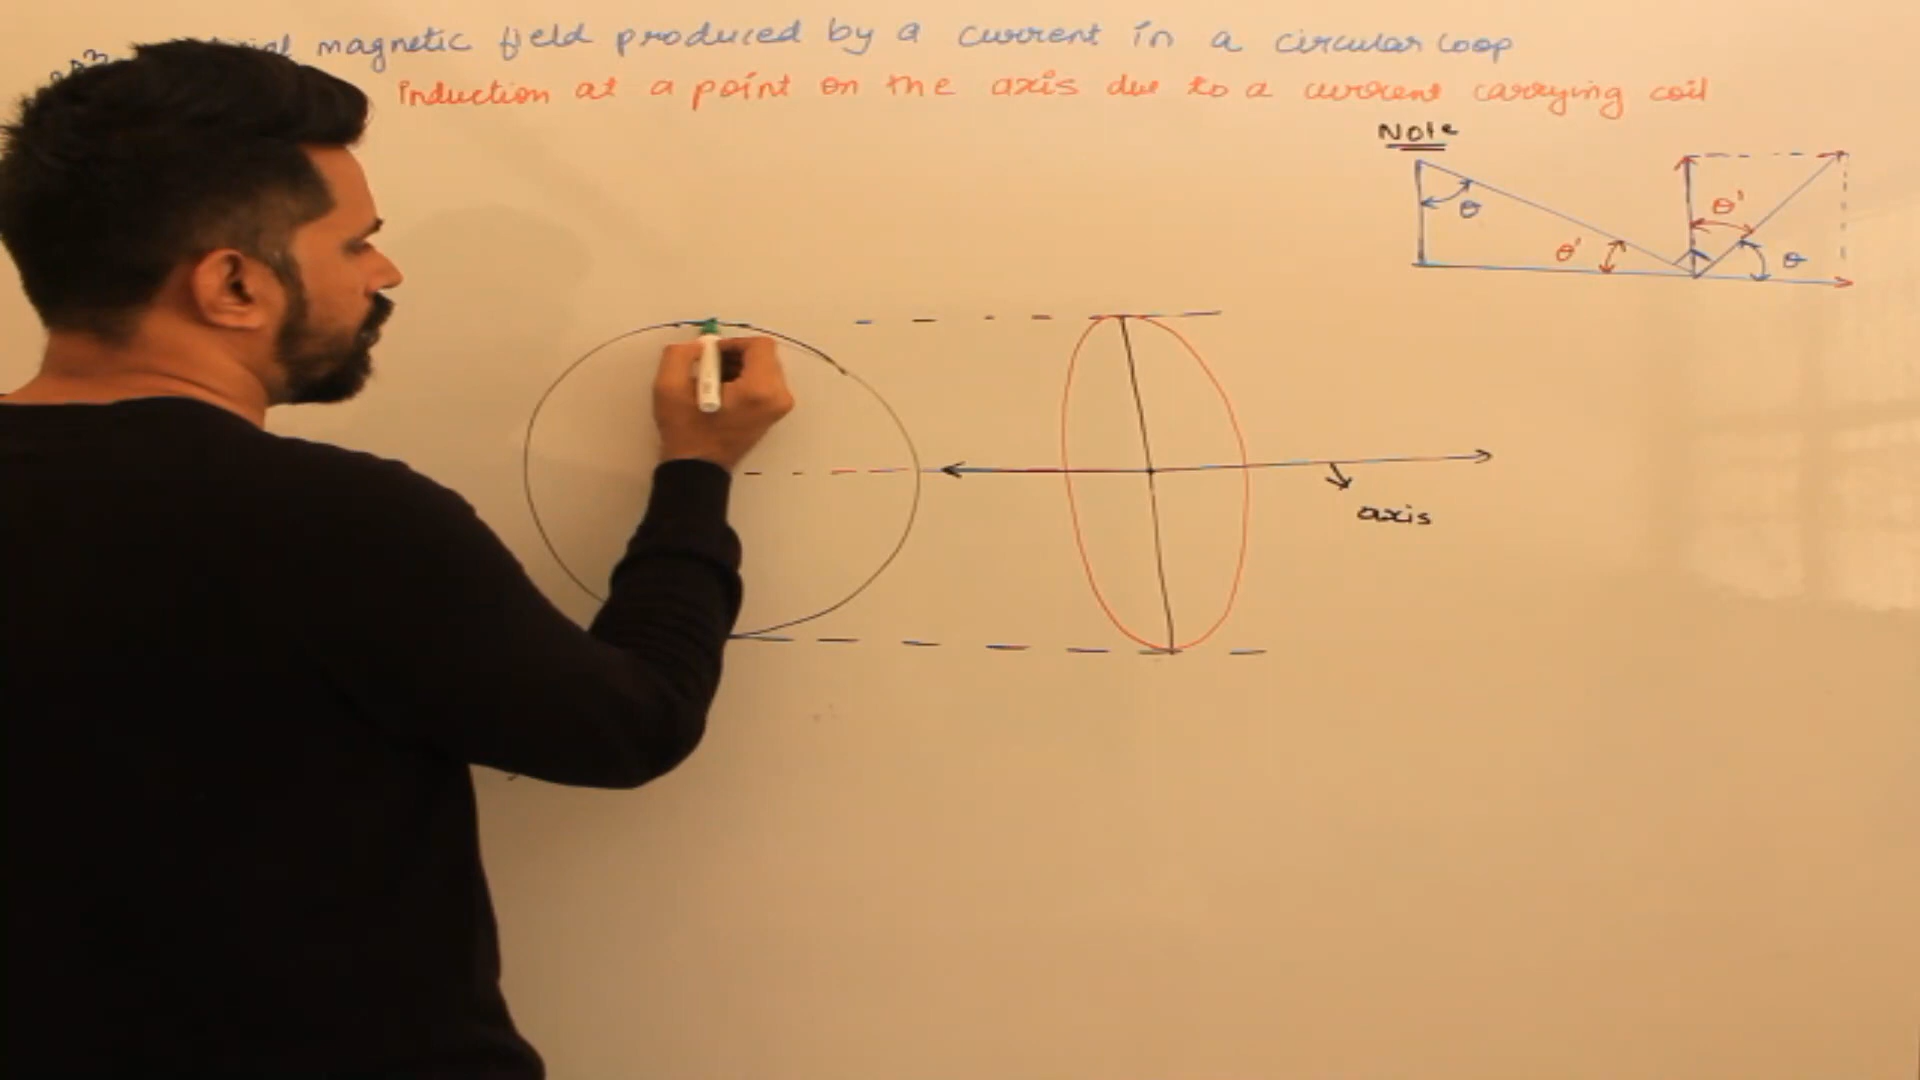 magnetic field produced by a current in a circular loop
induction at a point on the axis due to a current carrying coil
Note
θ
θ'
θ'
θ
axis